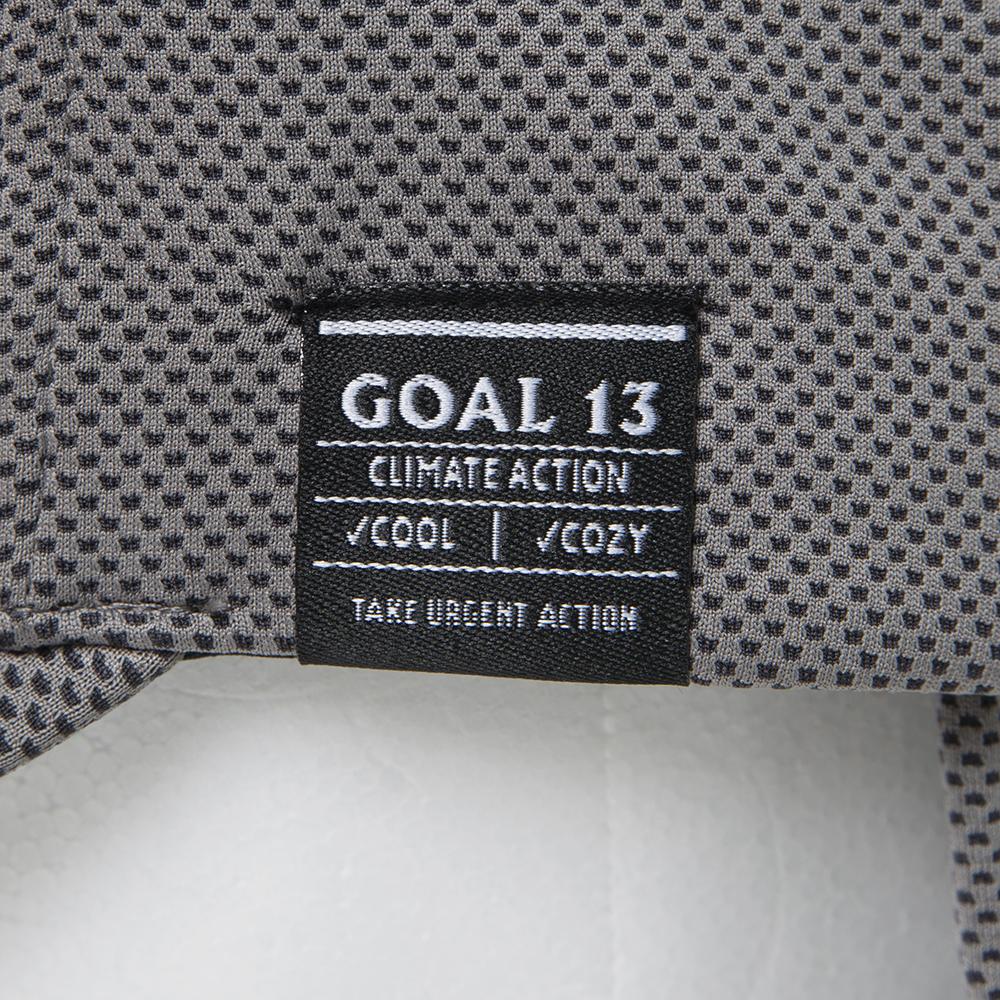 GOAL 13
CLIMATE ACTION
√COOL | √COZY
TAKE URGENT ACTION